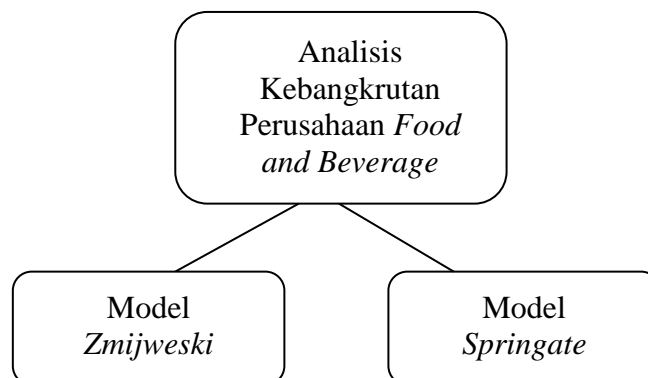 Analisis
Kebangkrutan
Perusahaan Food
and Beverage
Model
Zmijweski
Model
Springate